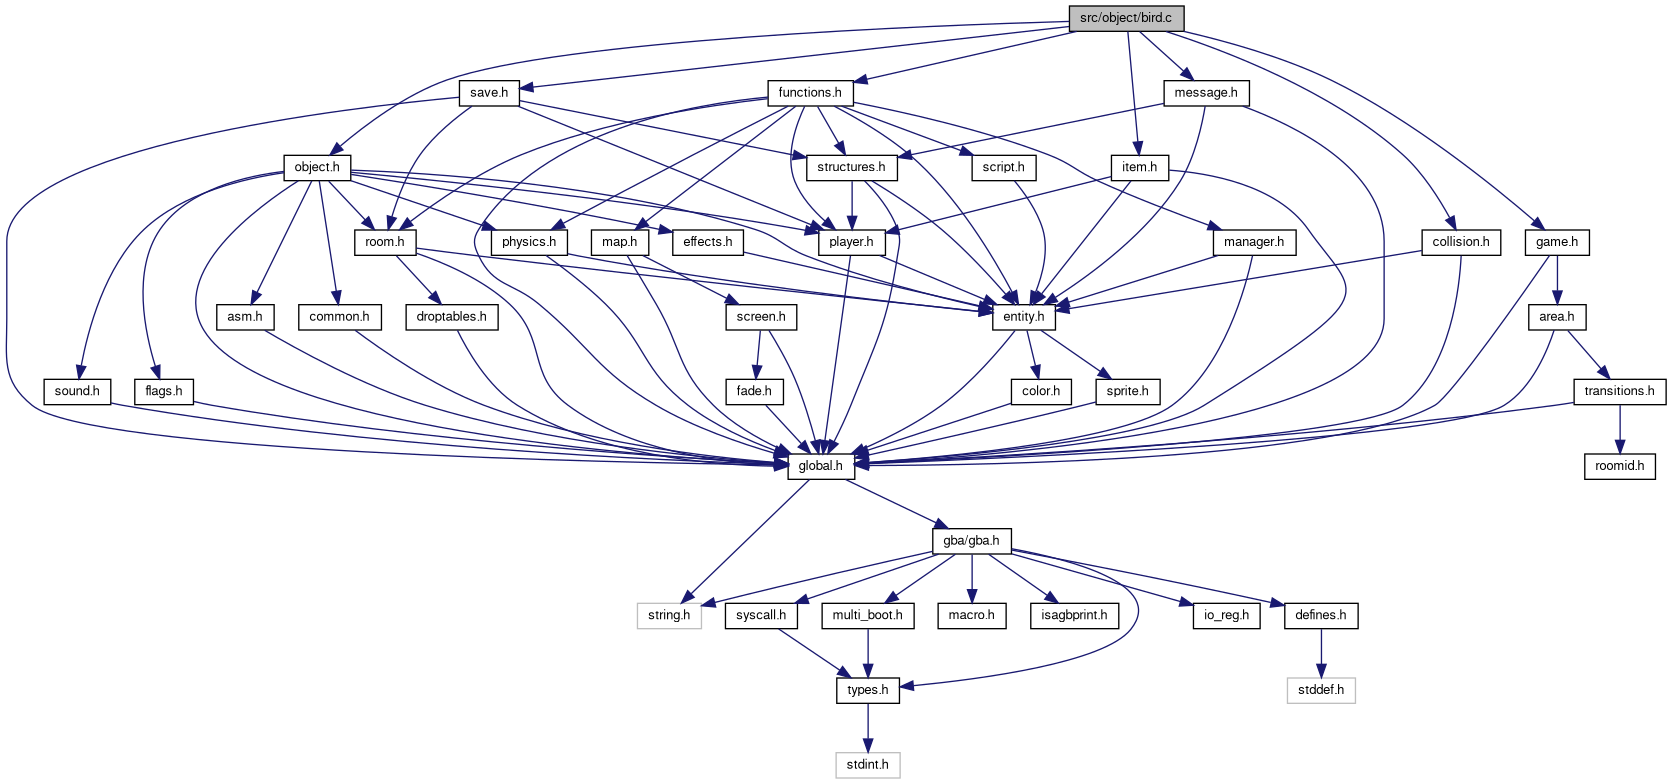 src/object/bird.c
save.h
functions.h
message.h
object.h
structures.h
script.h
item.h
room.h
physics.h
map.h
effects.h
player.h
manager.h
collision.h
game.h
asm.h
common.h
droptables.h
screen.h
entity.h
area.h
sound.h
flags.h
fade.h
color.h
sprite.h
transitions.h
global.h
roomid.h
gba/gba.h
string.h
syscall.h
multi_boot.h
macro.h
isagbprint.h
io_reg.h
defines.h
types.h
stddef.h
stdint.h